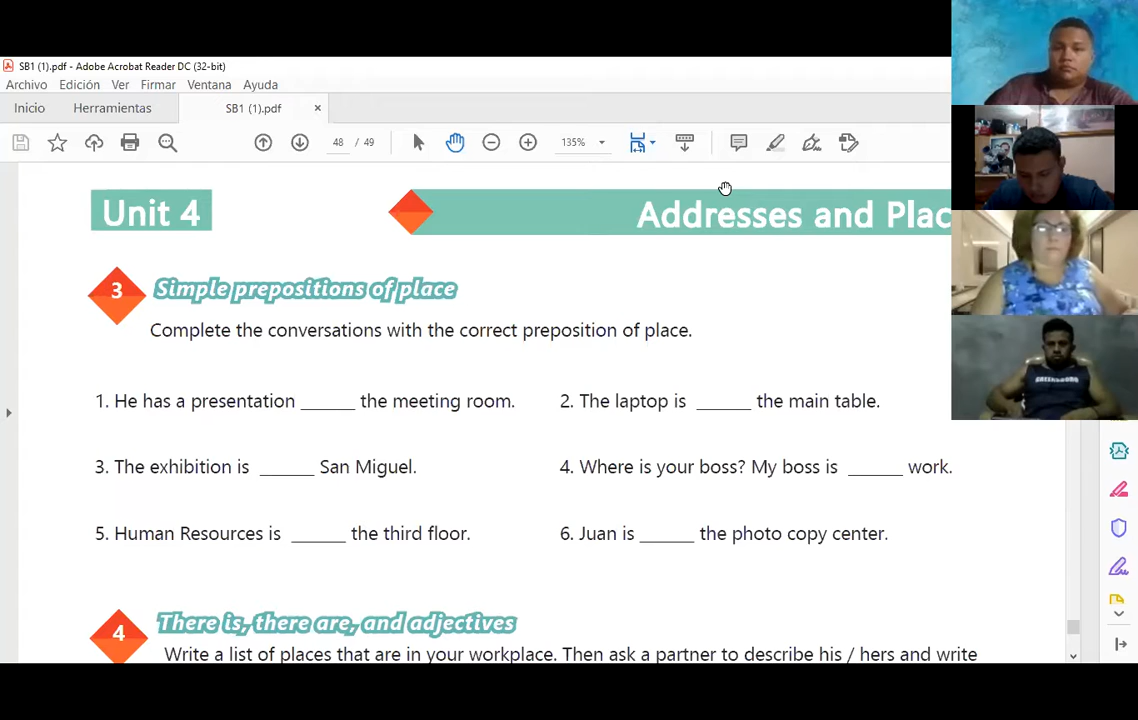 SB1 (1).pdf - Adobe Acrobat Reader DC (32-bit)
Archivo Edición Ver Firmar Ventana Ayuda
Inicio Herramientas SB1 (1).pdf ×
48 / 49 135%
Unit 4 Addresses and Plac
3 Simple prepositions of place
Complete the conversations with the correct preposition of place.
1. He has a presentation ______ the meeting room. 2. The laptop is ______ the main table.
3. The exhibition is ______ San Miguel. 4. Where is your boss? My boss is ______ work.
5. Human Resources is ______ the third floor. 6. Juan is ______ the photo copy center.
4 There is, there are, and adjectives
Write a list of places that are in your workplace. Then ask a partner to describe his / hers and write